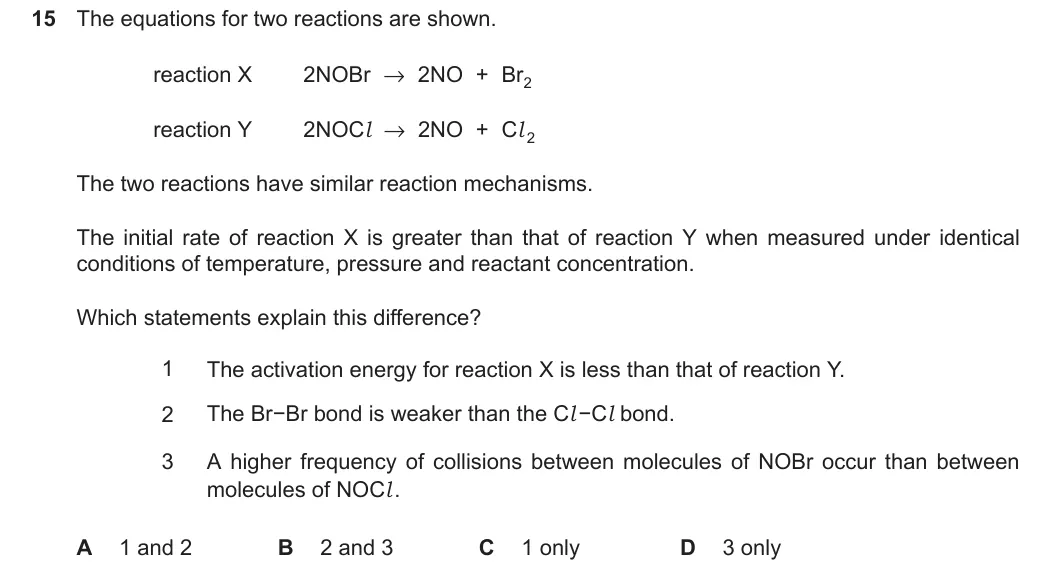 15 The equations for two reactions are shown.
reaction X 2NOBr → 2NO + Br₂
reaction Y 2NOCl → 2NO + Cl₂
The two reactions have similar reaction mechanisms.
The initial rate of reaction X is greater than that of reaction Y when measured under identical
conditions of temperature, pressure and reactant concentration.
Which statements explain this difference?
1 The activation energy for reaction X is less than that of reaction Y.
2 The Br−Br bond is weaker than the Cl−Cl bond.
3 A higher frequency of collisions between molecules of NOBr occur than between
molecules of NOCl.
A 1 and 2 B 2 and 3 C 1 only D 3 only